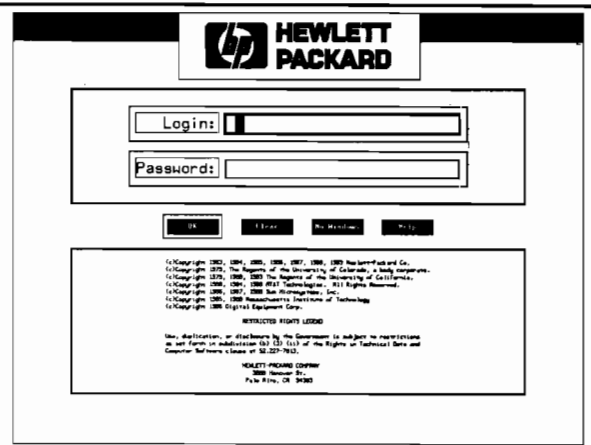 hp HEWLETT
PACKARD
Login:
Password:
OK Clear No Windows Help
(c)Copyright 1983, 1984, 1985, 1986, 1987, 1988, 1989 Hewlett-Packard Co.
(c)Copyright 1979, The Regents of the University of Colorado, a body corporate.
(c)Copyright 1979, 1980, 1983 The Regents of the University of California.
(c)Copyright 1980, 1984, 1988 AT&T Technologies. All Rights Reserved.
(c)Copyright 1986, 1987, 1988 Sun Microsystems, Inc.
(c)Copyright 1985, 1988 Massachusetts Institute of Technology
(c)Copyright 1986 Digital Equipment Corp.
RESTRICTED RIGHTS LEGEND
Use, duplication, or disclosure by the Government is subject to restrictions
as set forth in subdivision (b) (3) (ii) of the Rights in Technical Data and
Computer Software clause at 52.227-7013.
HEWLETT-PACKARD COMPANY
3000 Hanover St.
Palo Alto, CA 94303